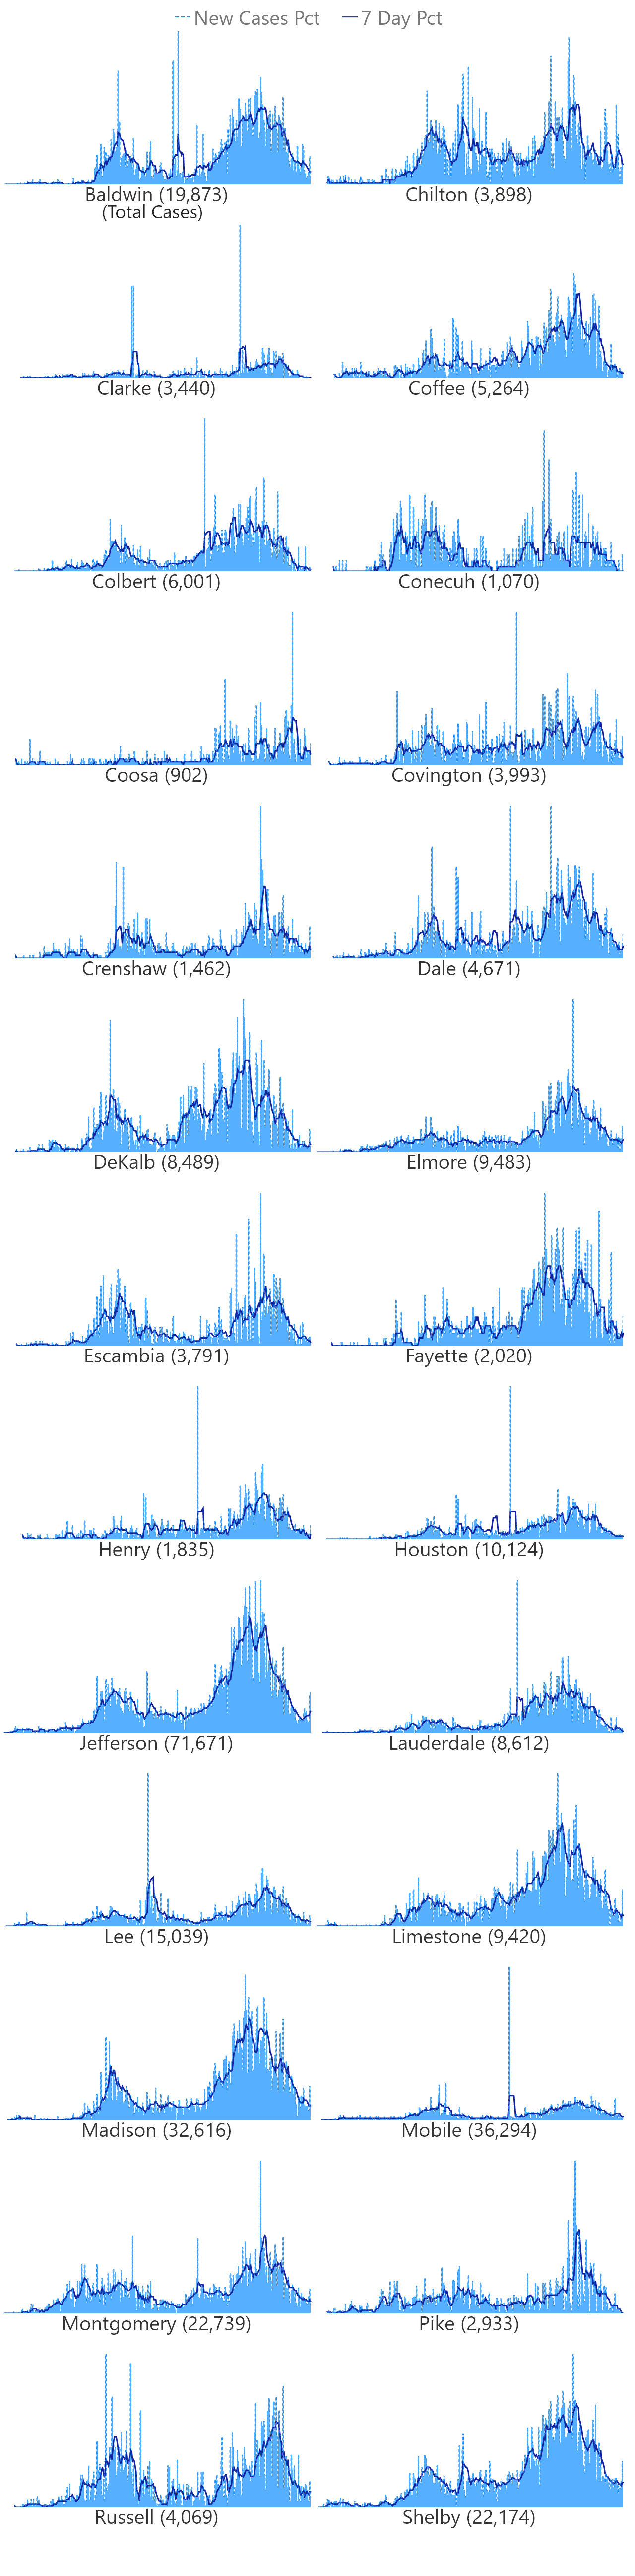 New Cases Pct 7 Day Pct
Baldwin (19,873) Chilton (3,898)
(Total Cases)
Clarke (3,440) Coffee (5,264)
Colbert (6,001) Conecuh (1,070)
Coosa (902) Covington (3,993)
Crenshaw (1,462) Dale (4,671)
DeKalb (8,489) Elmore (9,483)
Escambia (3,791) Fayette (2,020)
Henry (1,835) Houston (10,124)
Jefferson (71,671) Lauderdale (8,612)
Lee (15,039) Limestone (9,420)
Madison (32,616) Mobile (36,294)
Montgomery (22,739) Pike (2,933)
Russell (4,069) Shelby (22,174)